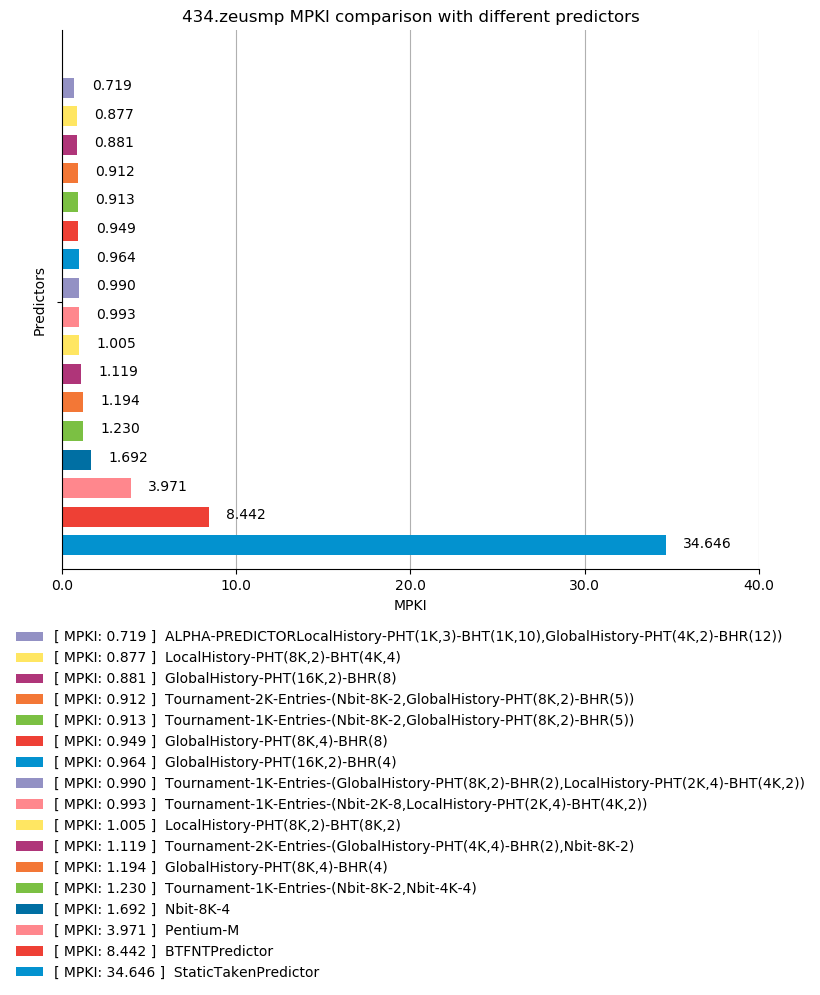 434.zeusmp MPKI comparison with different predictors
0.719
0.877
0.881
0.912
0.913
0.949
0.964
0.990
0.993
1.005
1.119
1.194
1.230
1.692
3.971
8.442
34.646
Predictors
0.0 10.0 20.0 30.0 40.0
MPKI
[ MPKI: 0.719 ] ALPHA-PREDICTORLocalHistory-PHT(1K,3)-BHT(1K,10),GlobalHistory-PHT(4K,2)-BHR(12))
[ MPKI: 0.877 ] LocalHistory-PHT(8K,2)-BHT(4K,4)
[ MPKI: 0.881 ] GlobalHistory-PHT(16K,2)-BHR(8)
[ MPKI: 0.912 ] Tournament-2K-Entries-(Nbit-8K-2,GlobalHistory-PHT(8K,2)-BHR(5))
[ MPKI: 0.913 ] Tournament-1K-Entries-(Nbit-8K-2,GlobalHistory-PHT(8K,2)-BHR(5))
[ MPKI: 0.949 ] GlobalHistory-PHT(8K,4)-BHR(8)
[ MPKI: 0.964 ] GlobalHistory-PHT(16K,2)-BHR(4)
[ MPKI: 0.990 ] Tournament-1K-Entries-(GlobalHistory-PHT(8K,2)-BHR(2),LocalHistory-PHT(2K,4)-BHT(4K,2))
[ MPKI: 0.993 ] Tournament-1K-Entries-(Nbit-2K-8,LocalHistory-PHT(2K,4)-BHT(4K,2))
[ MPKI: 1.005 ] LocalHistory-PHT(8K,2)-BHT(8K,2)
[ MPKI: 1.119 ] Tournament-2K-Entries-(GlobalHistory-PHT(4K,4)-BHR(2),Nbit-8K-2)
[ MPKI: 1.194 ] GlobalHistory-PHT(8K,4)-BHR(4)
[ MPKI: 1.230 ] Tournament-1K-Entries-(Nbit-8K-2,Nbit-4K-4)
[ MPKI: 1.692 ] Nbit-8K-4
[ MPKI: 3.971 ] Pentium-M
[ MPKI: 8.442 ] BTFNTPredictor
[ MPKI: 34.646 ] StaticTakenPredictor